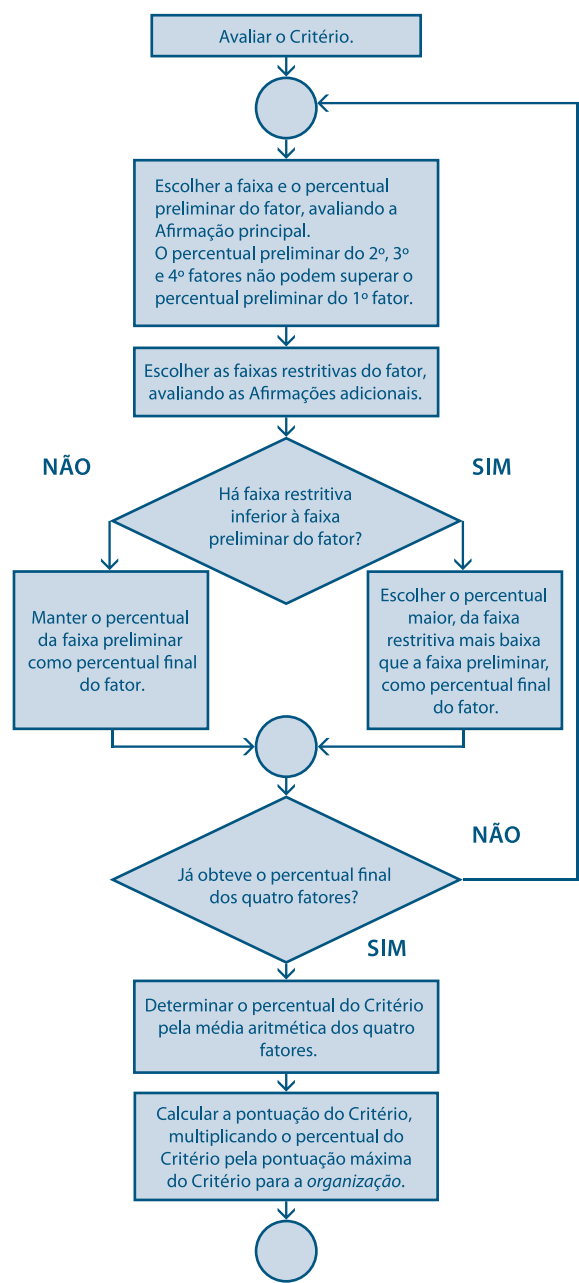 Avaliar o Critério.
Escolher a faixa e o percentual
preliminar do fator, avaliando a
Afirmação principal.
O percentual preliminar do 2º, 3º
e 4º fatores não podem superar o
percentual preliminar do 1º fator.
Escolher as faixas restritivas do fator,
avaliando as Afirmações adicionais.
NÃO
SIM
Há faixa restritiva
inferior à faixa
preliminar do fator?
Manter o percentual
da faixa preliminar
como percentual final
do fator.
Escolher o percentual
maior, da faixa
restritiva mais baixa
que a faixa preliminar,
como percentual final
do fator.
NÃO
Já obteve o percentual final
dos quatro fatores?
SIM
Determinar o percentual do Critério
pela média aritmética dos quatro
fatores.
Calcular a pontuação do Critério,
multiplicando o percentual do
Critério pela pontuação máxima
do Critério para a organização.